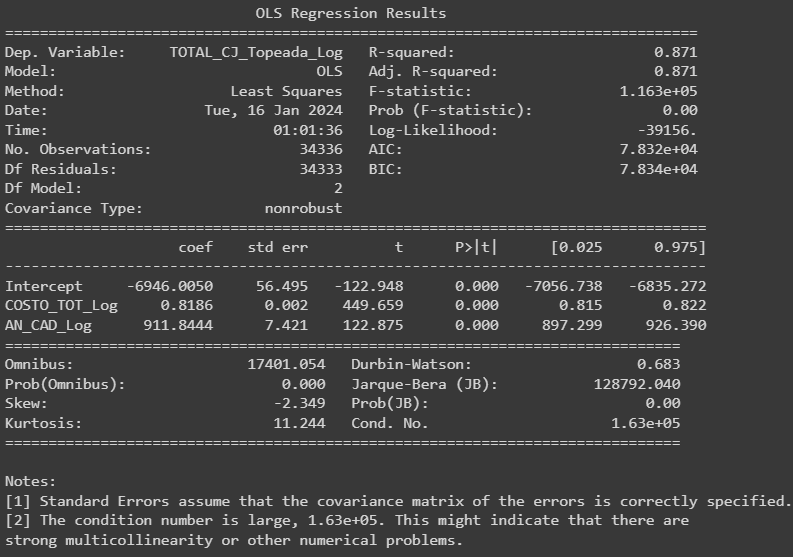 OLS Regression Results
==============================================================================
Dep. Variable: TOTAL_CJ_Topeada_Log R-squared: 0.871
Model: OLS Adj. R-squared: 0.871
Method: Least Squares F-statistic: 1.163e+05
Date: Tue, 16 Jan 2024 Prob (F-statistic): 0.00
Time: 01:01:36 Log-Likelihood: -39156.
No. Observations: 34336 AIC: 7.832e+04
Df Residuals: 34333 BIC: 7.834e+04
Df Model: 2
Covariance Type: nonrobust
===============================================================================
coef std err t P>|t| [0.025 0.975]
-------------------------------------------------------------------------------
Intercept -6946.0050 56.495 -122.948 0.000 -7056.738 -6835.272
COSTO_TOT_Log 0.8186 0.002 449.659 0.000 0.815 0.822
AN_CAD_Log 911.8444 7.421 122.875 0.000 897.299 926.390
============================================================================
Omnibus: 17401.054 Durbin-Watson: 0.683
Prob(Omnibus): 0.000 Jarque-Bera (JB): 128792.040
Skew: -2.349 Prob(JB): 0.00
Kurtosis: 11.244 Cond. No. 1.63e+05
============================================================================
Notes:
[1] Standard Errors assume that the covariance matrix of the errors is correctly specified.
[2] The condition number is large, 1.63e+05. This might indicate that there are
strong multicollinearity or other numerical problems.